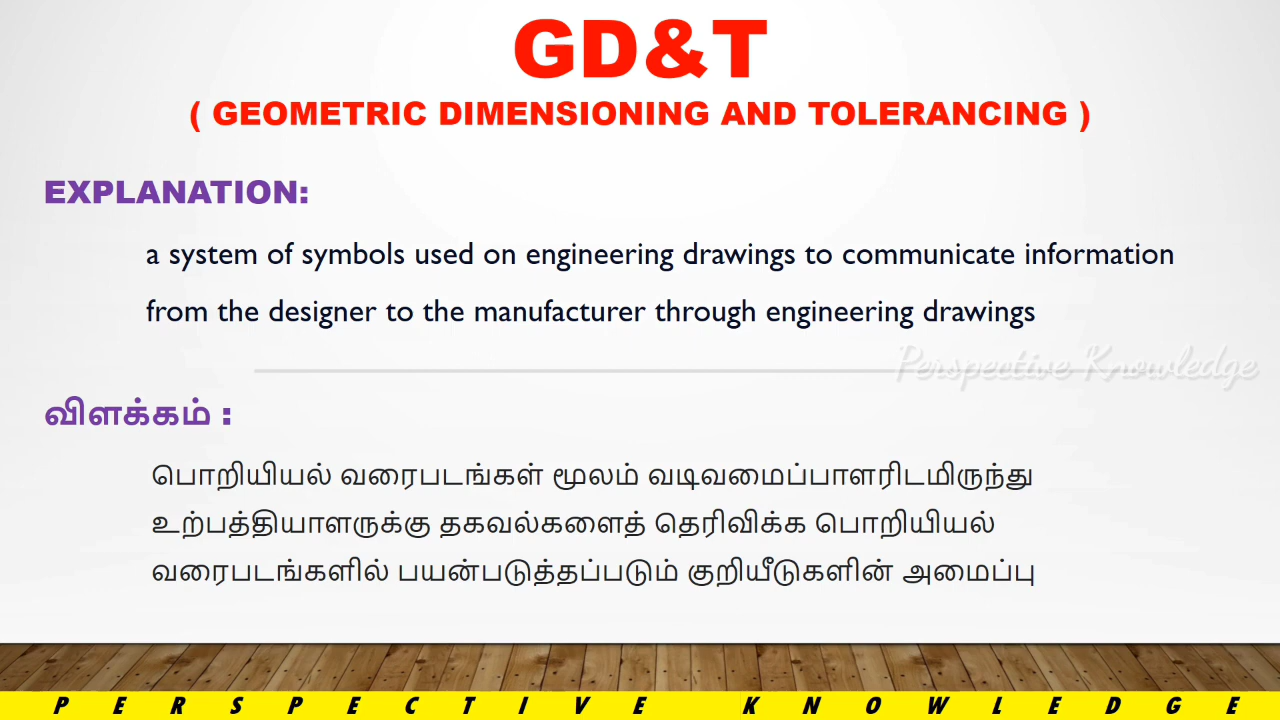 GD&T
( GEOMETRIC DIMENSIONING AND TOLERANCING )
EXPLANATION:
a system of symbols used on engineering drawings to communicate information
from the designer to the manufacturer through engineering drawings
Perspective Knowledge
விளக்கம் :
பொறியியல் வரைபடங்கள் மூலம் வடிவமைப்பாளரிடமிருந்து
உற்பத்தியாளருக்கு தகவல்களைத் தெரிவிக்க பொறியியல்
வரைபடங்களில் பயன்படுத்தப்படும் குறியீடுகளின் அமைப்பு
PERSPECTIVE KNOWLEDGE